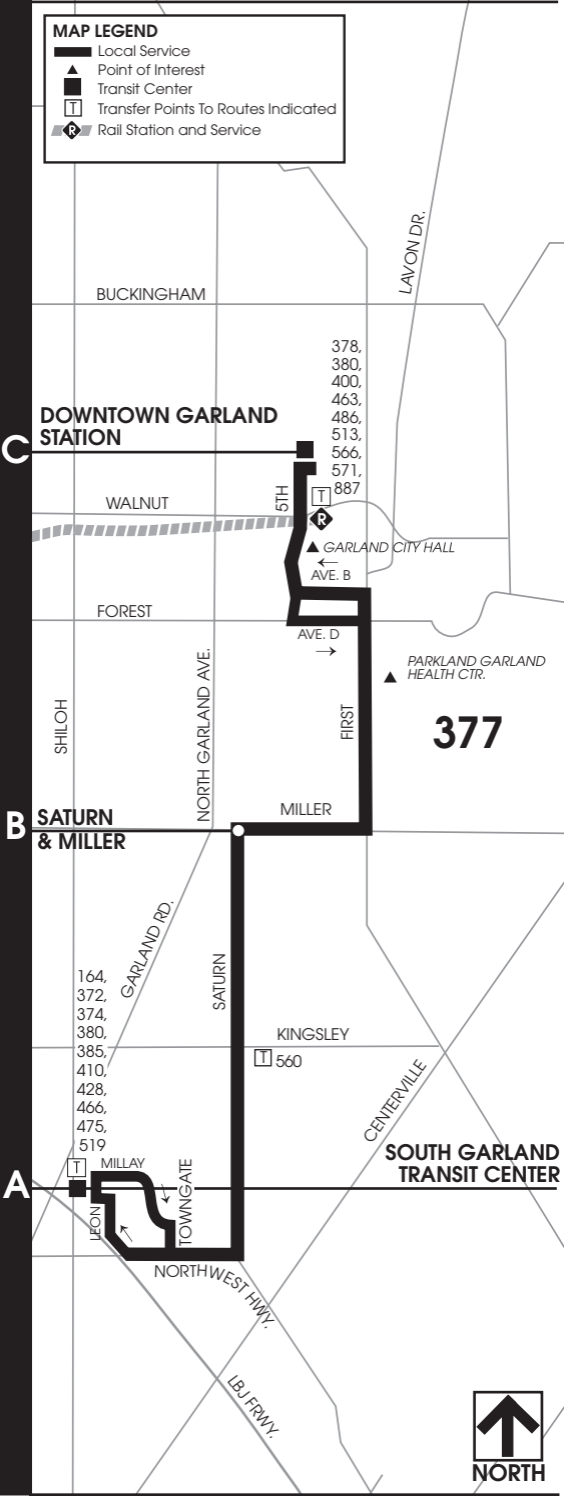 MAP LEGEND
Local Service
Point of Interest
Transit Center
T Transfer Points To Routes Indicated
R Rail Station and Service
LAVON DR.
BUCKINGHAM
378,
380,
400,
463,
486,
513,
566,
571,
887
C
DOWNTOWN GARLAND
STATION
WALNUT
5TH
T
R
GARLAND CITY HALL
AVE. B
FOREST
AVE. D
PARKLAND GARLAND
HEALTH CTR.
SHILOH
NORTH GARLAND AVE.
FIRST
377
MILLER
B
SATURN
& MILLER
GARLAND RD.
SATURN
164,
372,
374,
380,
385,
410,
428,
466,
475,
519
T
KINGSLEY
T 560
CENTERVILLE
A
SOUTH GARLAND
TRANSIT CENTER
MILLAY
LEON
TOWNGATE
NORTHWEST HWY.
LBJ FRWY.
NORTH